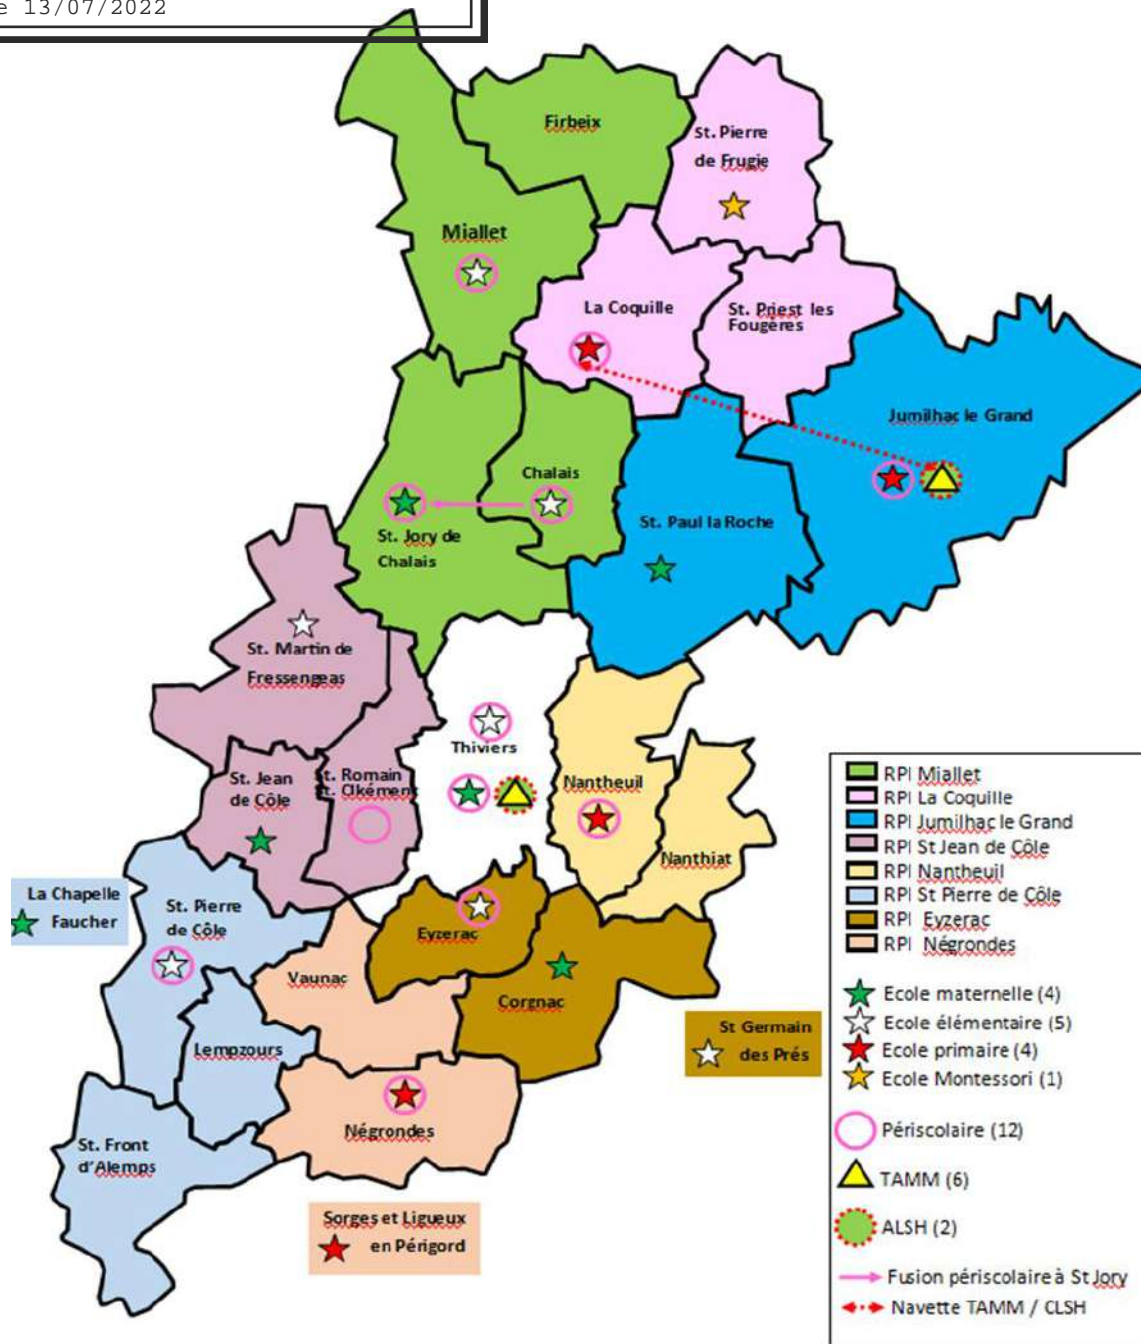 e 13/07/2022
Firbeix
St. Pierre
de Frugie
Miallet
La Coquille
St. Priest les
Fougères
Jumilhac le Grand
Chalais
St. Paul la Roche
St. Jory de
Chalais
St. Martin de
Fressengeas
Thiviers
St. Jean
de Côle
St. Romain
St. Clkément
Nantheuil
Nanthiat
La Chapelle
Faucher
St. Pierre
de Côle
Eyzerac
Vaunac
Corgnac
Lempzours
St Germain
des Prés
Négrondes
St. Front
d'Alemps
Sorges et Ligueux
en Périgord
RPI Miallet
RPI La Coquille
RPI Jumilhac le Grand
RPI St Jean de Côle
RPI Nantheuil
RPI St Pierre de Côle
RPI Eyzerac
RPI Négrondes
Ecole maternelle (4)
Ecole élémentaire (5)
Ecole primaire (4)
Ecole Montessori (1)
Périscolaire (12)
TAMM (6)
ALSH (2)
Fusion périscolaire à St Jory
Navette TAMM / CLSH